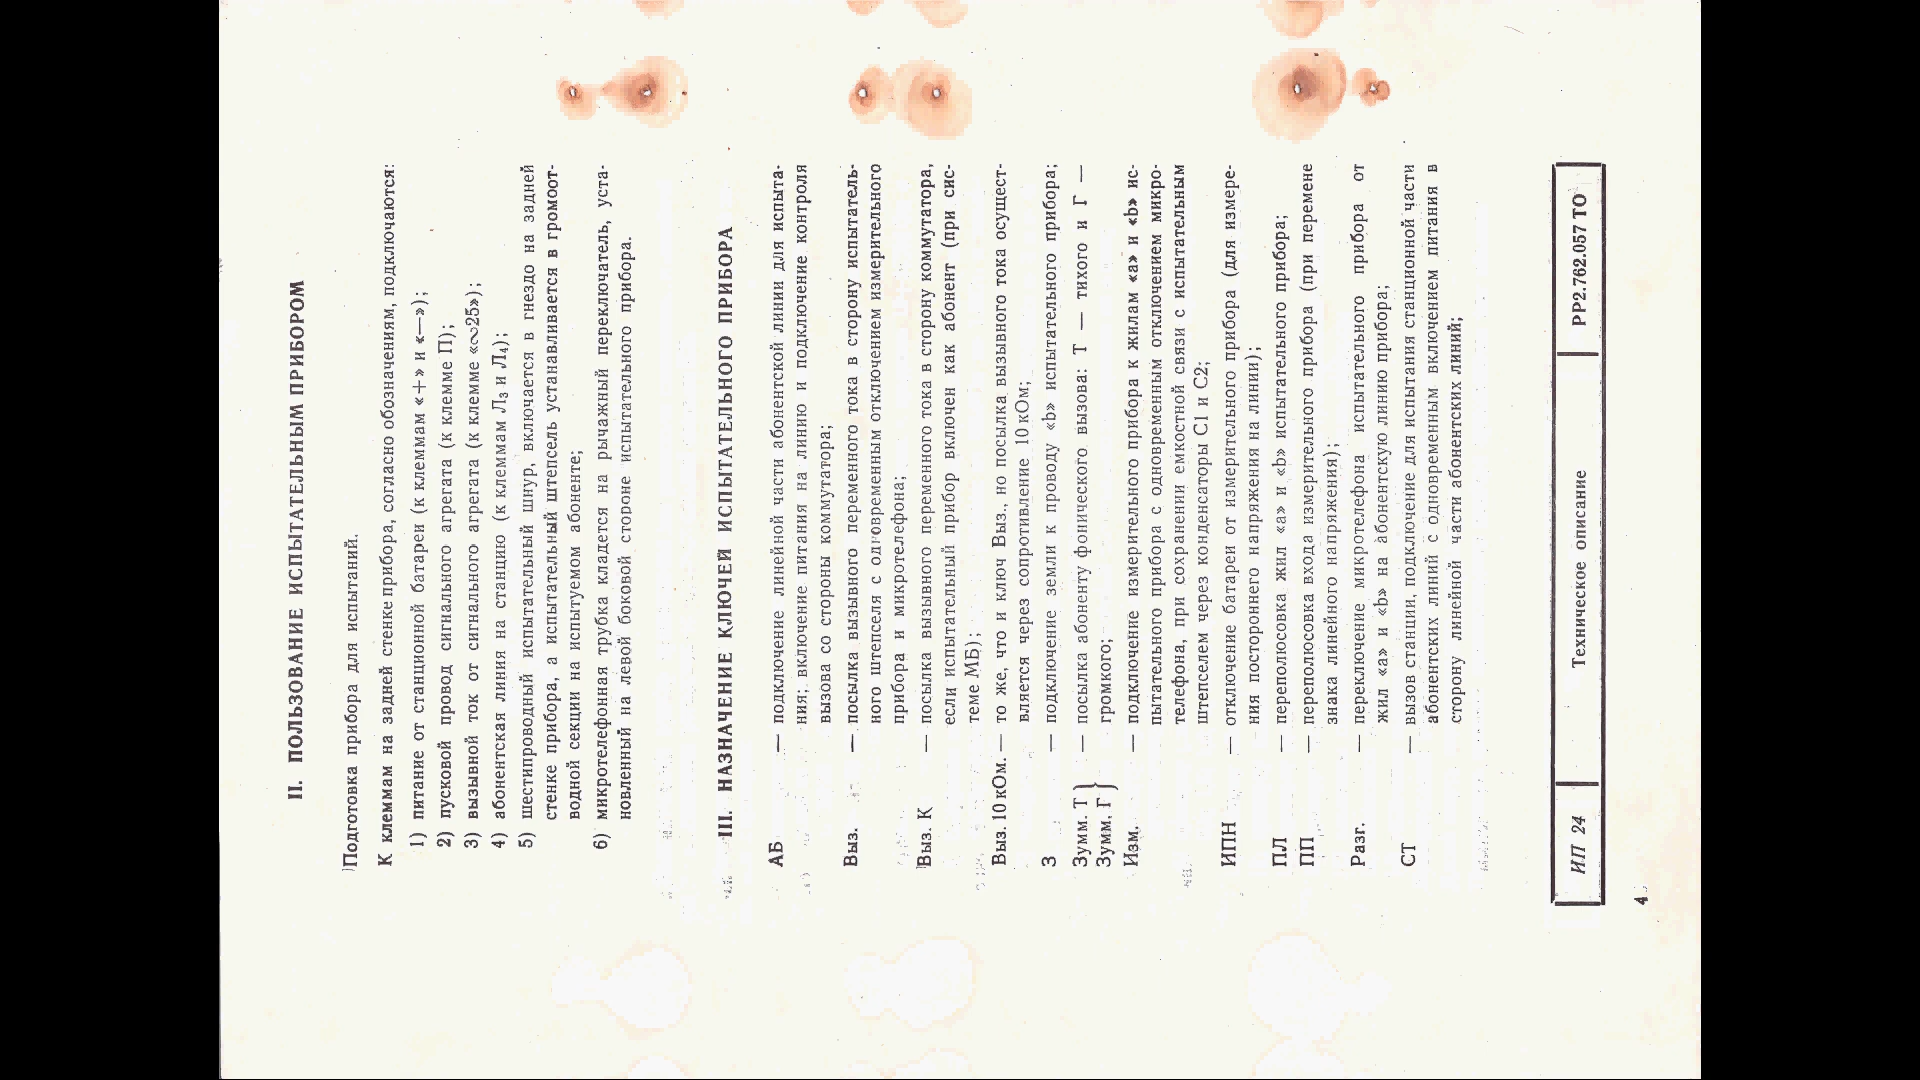 II. ПОЛЬЗОВАНИЕ ИСПЫТАТЕЛЬНЫМ ПРИБОРОМ
Подготовка прибора для испытаний.
К клеммам на задней стенке прибора, согласно обозначениям, подключаются:
1) питание от станционной батареи (к клеммам «+» и «—»);
2) пусковой провод сигнального агрегата (к клемме П);
3) вызывной ток от сигнального агрегата (к клемме «∾25»);
4) абонентская линия на станцию (к клеммам Л₃ и Л₄);
5) шестипроводный испытательный шнур, включается в гнездо на задней
стенке прибора, а испытательный штепсель устанавливается в громоот-
водной секции на испытуемом абоненте;
6) микротелефонная трубка кладется на рычажный переключатель, уста-
новленный на левой боковой стороне испытательного прибора.
III. НАЗНАЧЕНИЕ КЛЮЧЕЙ ИСПЫТАТЕЛЬНОГО ПРИБОРА
АБ — подключение линейной части абонентской линии для испыта-
ния; включение питания на линию и подключение контроля
вызова со стороны коммутатора;
Выз. — посылка вызывного переменного тока в сторону испытатель-
ного штепселя с одновременным отключением измерительного
прибора и микротелефона;
Выз. К — посылка вызывного переменного тока в сторону коммутатора,
если испытательный прибор включен как абонент (при сис-
теме МБ);
Выз. 10 кОм. — то же, что и ключ Выз., но посылка вызывного тока осущест-
вляется через сопротивление 10 кОм;
З — подключение земли к проводу «b» испытательного прибора;
Зумм. Т } — посылка абоненту фонического вызова: Т — тихого и Г —
Зумм. Г } громкого;
Изм. — подключение измерительного прибора к жилам «а» и «b» ис-
пытательного прибора с одновременным отключением микро-
телефона, при сохранении емкостной связи с испытательным
штепселем через конденсаторы С1 и С2;
ИПН — отключение батареи от измерительного прибора (для измере-
ния постороннего напряжения на линии);
ПЛ — переполюсовка жил «а» и «b» испытательного прибора;
ПП — переполюсовка входа измерительного прибора (при перемене
знака линейного напряжения);
Разг. — переключение микротелефона испытательного прибора от
жил «а» и «b» на абонентскую линию прибора;
СТ — вызов станции, подключение для испытания станционной части
абонентских линий с одновременным включением питания в
сторону линейной части абонентских линий;
ИП 24 Техническое описание РР2.762.057 ТО
4